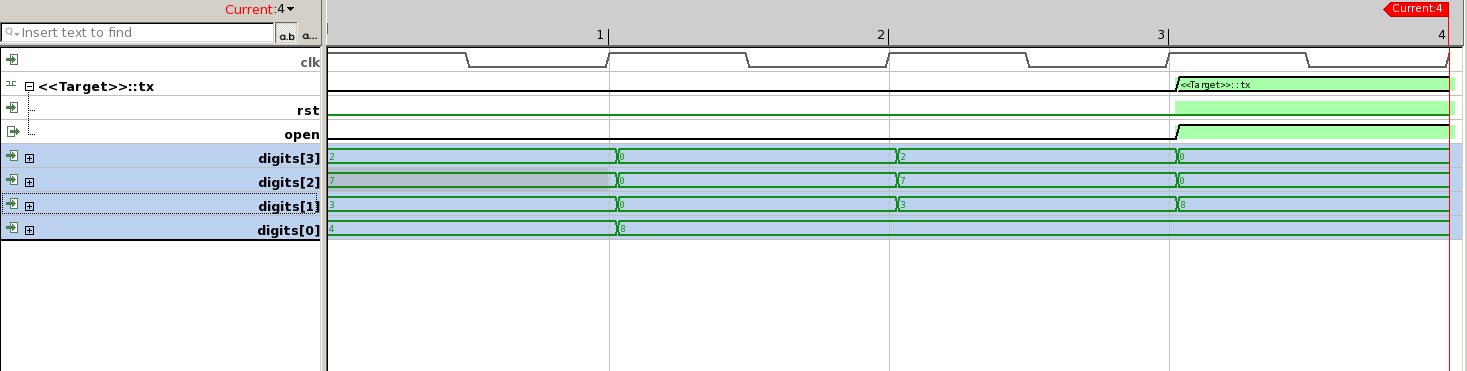 Current:4
Current:4
Insert text to find
a.b
a...
1
2
3
4
clk
<<Target>>::tx
<<Target>>::tx
rst
open
digits[3]
2
0
2
0
digits[2]
7
0
7
0
digits[1]
3
0
3
8
digits[0]
4
8